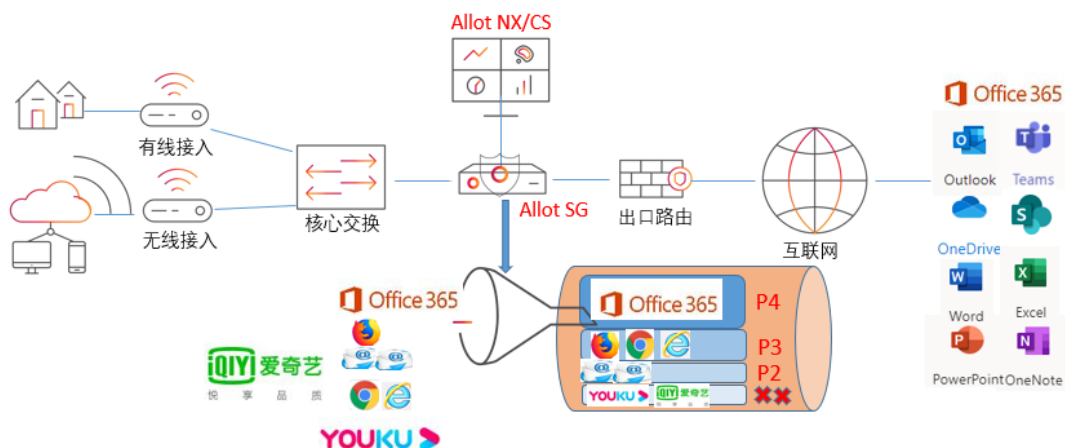 Allot NX/CS
Office 365
有线接入
Outlook
Teams
Allot SG
核心交换
出口路由
无线接入
互联网
OneDrive
Office 365
Office 365
P4
Word
Excel
P3
iQIYI 爱奇艺
悦享品质
P2
YOUKU
iQIYI 爱奇艺
PowerPoint
OneNote
YOUKU